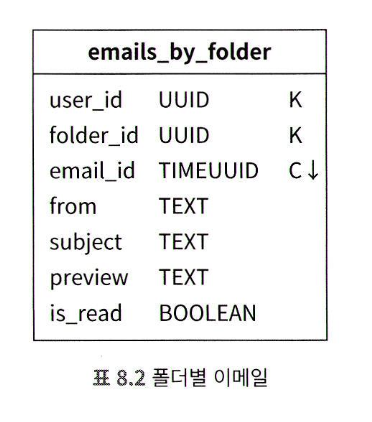 emails_by_folder
user_id UUID K
folder_id UUID K
email_id TIMEUUID C↓
from TEXT
subject TEXT
preview TEXT
is_read BOOLEAN
표 8.2 폴더별 이메일